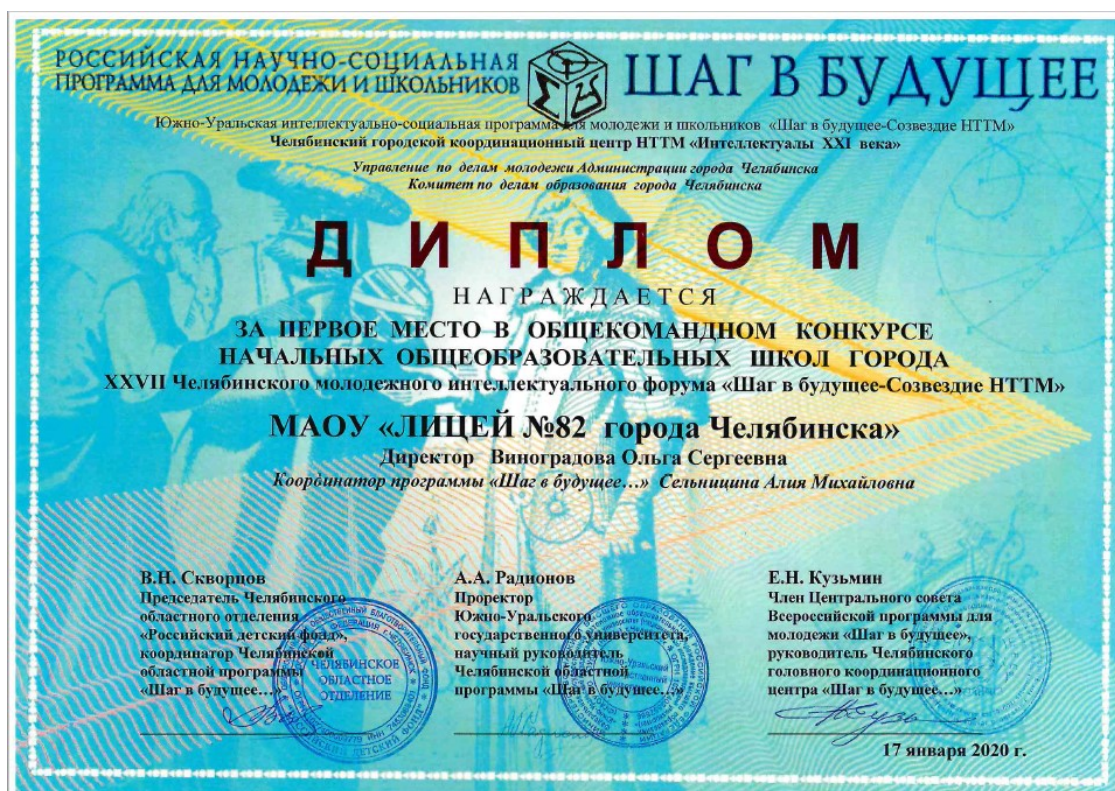 РОССИЙСКАЯ НАУЧНО-СОЦИАЛЬНАЯ
ПРОГРАММА ДЛЯ МОЛОДЕЖИ И ШКОЛЬНИКОВ
ШАГ В БУДУЩЕЕ
Южно-Уральская интеллектуально-социальная программа для молодежи и школьников «Шаг в будущее-Созвездие НТТМ»
Челябинский городской координационный центр НТТМ «Интеллектуалы XXI века»
Управление по делам молодежи Администрации города Челябинска
Комитет по делам образования города Челябинска
ДИПЛОМ
НАГРАЖДАЕТСЯ
ЗА ПЕРВОЕ МЕСТО В ОБЩЕКОМАНДНОМ КОНКУРСЕ
НАЧАЛЬНЫХ ОБЩЕОБРАЗОВАТЕЛЬНЫХ ШКОЛ ГОРОДА
XXVII Челябинского молодежного интеллектуального форума «Шаг в будущее-Созвездие НТТМ»
МАОУ «ЛИЦЕЙ №82 города Челябинска»
Директор Виноградова Ольга Сергеевна
Координатор программы «Шаг в будущее…» Сельницина Алия Михайловна
В.Н. Скворцов
Председатель Челябинского
областного отделения
«Российский детский фонд»,
координатор Челябинской
областной программы
«Шаг в будущее…»
ЧЕЛЯБИНСКОЕ
ОБЛАСТНОЕ
ОТДЕЛЕНИЕ
А.А. Радионов
Проректор
Южно-Уральского
государственного университета,
научный руководитель
Челябинской областной
программы «Шаг в будущее…»
Е.Н. Кузьмин
Член Центрального совета
Всероссийской программы для
молодежи «Шаг в будущее»,
руководитель Челябинского
головного координационного
центра «Шаг в будущее…»
17 января 2020 г.